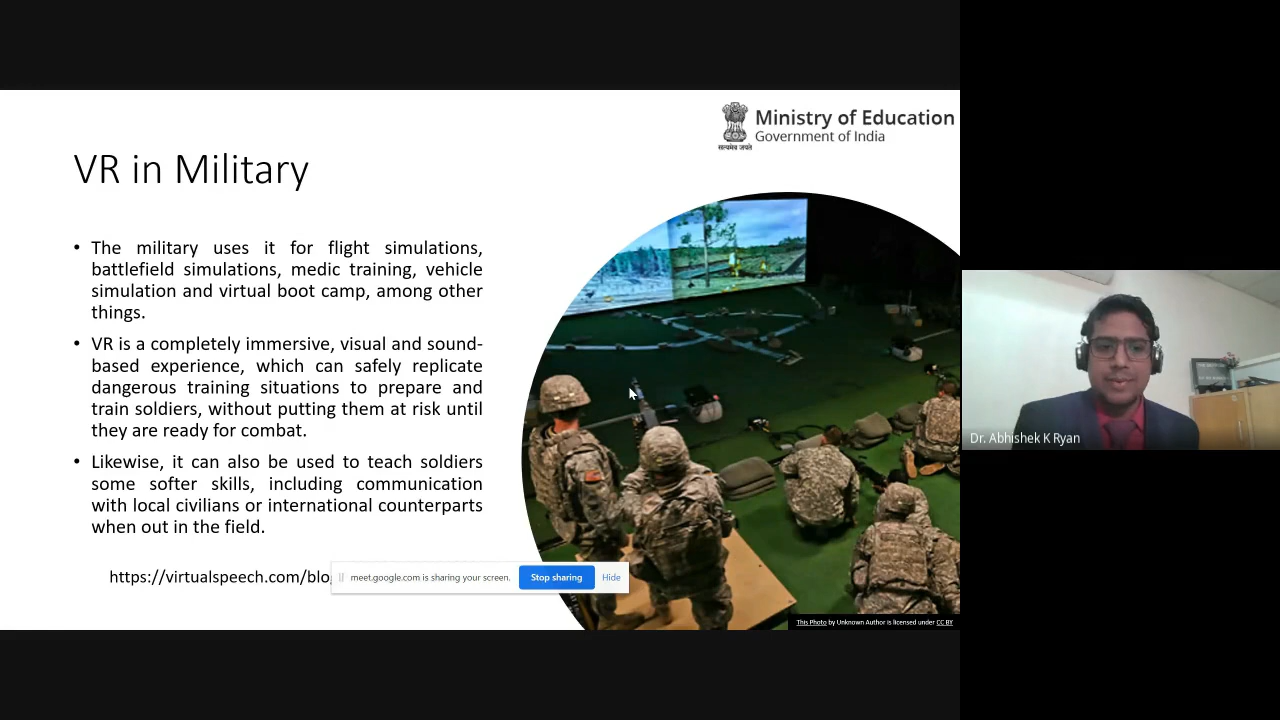 Ministry of Education
Government of India
सत्यमेव जयते
VR in Military
• The military uses it for flight simulations,
battlefield simulations, medic training, vehicle
simulation and virtual boot camp, among other
things.
• VR is a completely immersive, visual and sound-
based experience, which can safely replicate
dangerous training situations to prepare and
train soldiers, without putting them at risk until
they are ready for combat.
• Likewise, it can also be used to teach soldiers
some softer skills, including communication
with local civilians or international counterparts
when out in the field.
https://virtualspeech.com/blo
meet.google.com is sharing your screen.
Stop sharing
Hide
This Photo by Unknown Author is licensed under CC BY
Dr. Abhishek K Ryan